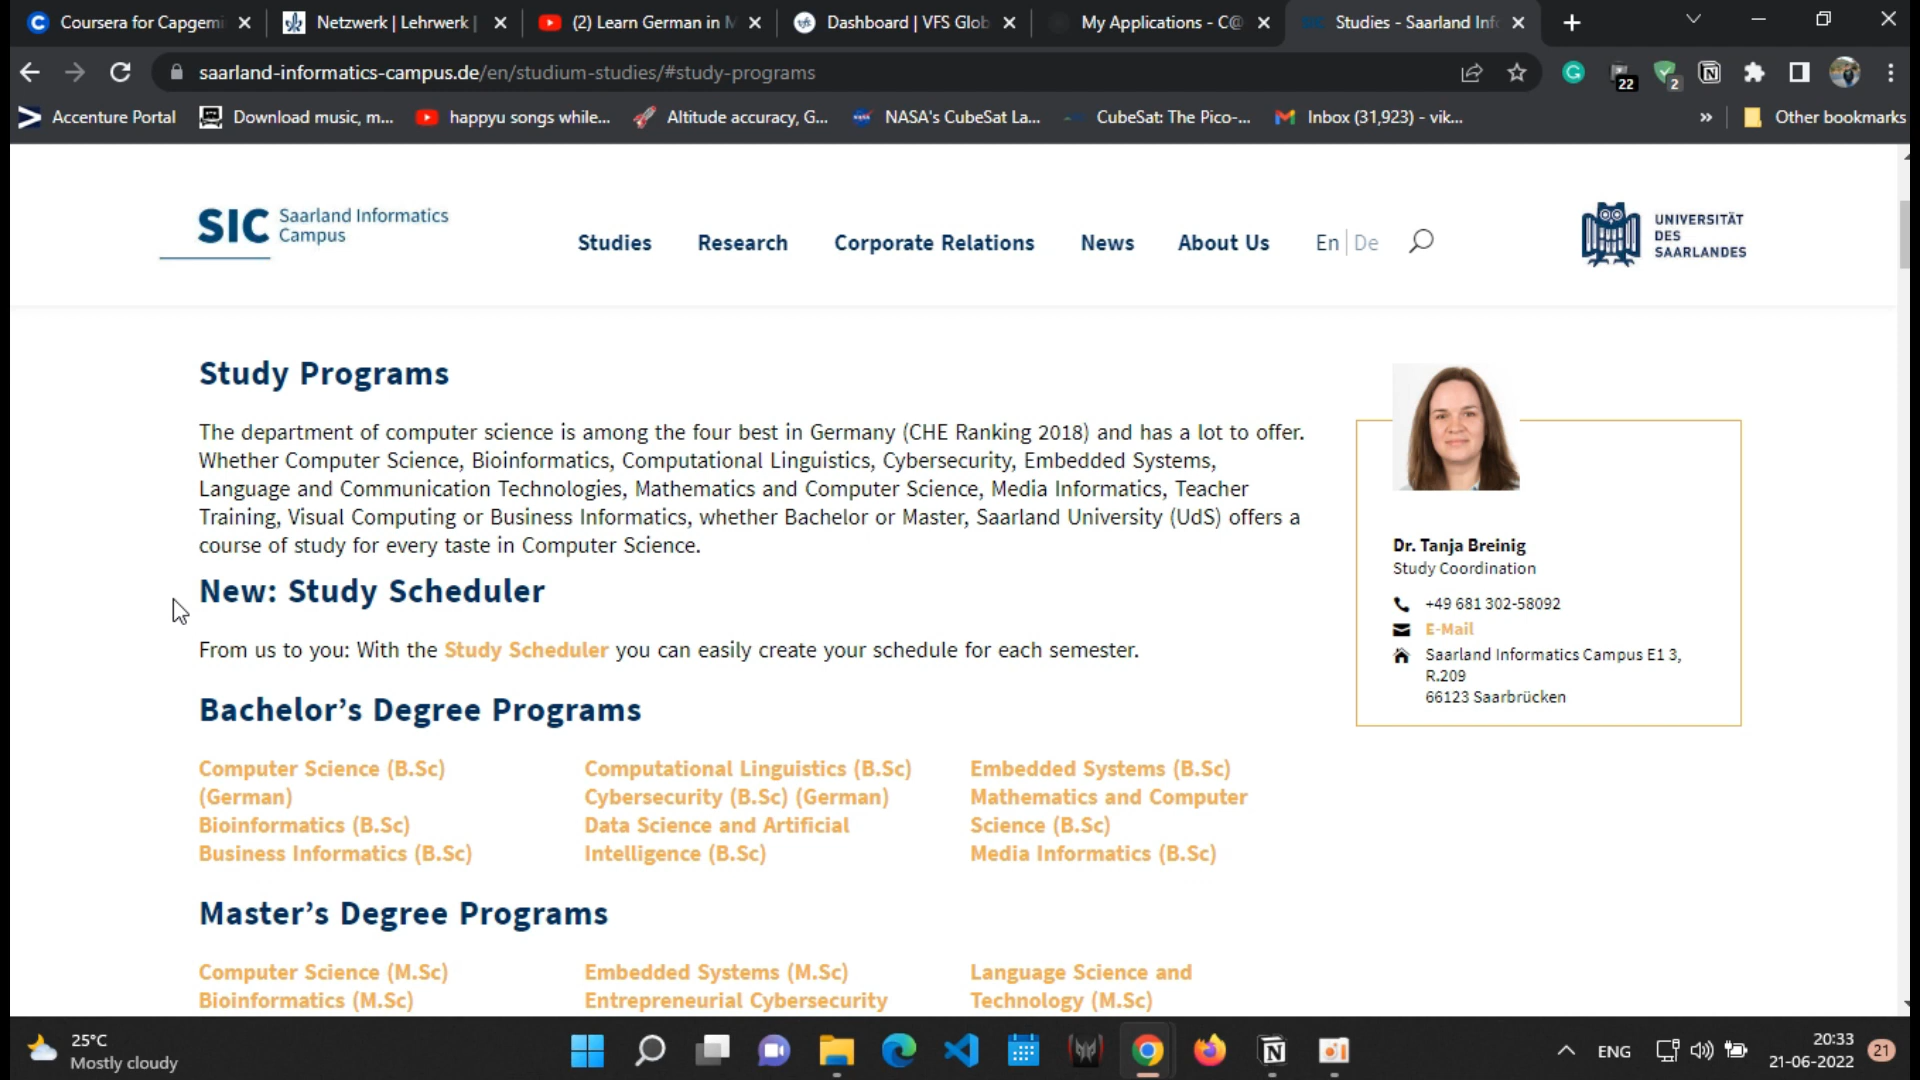 Coursera for Capgemi
Netzwerk | Lehrwerk |
(2) Learn German in M
Dashboard | VFS Glob
My Applications - C@
Studies - Saarland Info
saarland-informatics-campus.de/en/studium-studies/#study-programs
22
2
Accenture Portal
Download music, m...
happyu songs while...
Altitude accuracy, G...
NASA's CubeSat La...
CubeSat: The Pico-...
Inbox (31,923) - vik...
»
Other bookmarks
SIC Saarland Informatics
Campus
Studies
Research
Corporate Relations
News
About Us
En | De
UNIVERSITÄT
DES
SAARLANDES
Study Programs
The department of computer science is among the four best in Germany (CHE Ranking 2018) and has a lot to offer.
Whether Computer Science, Bioinformatics, Computational Linguistics, Cybersecurity, Embedded Systems,
Language and Communication Technologies, Mathematics and Computer Science, Media Informatics, Teacher
Training, Visual Computing or Business Informatics, whether Bachelor or Master, Saarland University (UdS) offers a
course of study for every taste in Computer Science.
New: Study Scheduler
From us to you: With the Study Scheduler you can easily create your schedule for each semester.
Bachelor’s Degree Programs
Computer Science (B.Sc)
(German)
Bioinformatics (B.Sc)
Business Informatics (B.Sc)
Computational Linguistics (B.Sc)
Cybersecurity (B.Sc) (German)
Data Science and Artificial
Intelligence (B.Sc)
Embedded Systems (B.Sc)
Mathematics and Computer
Science (B.Sc)
Media Informatics (B.Sc)
Master’s Degree Programs
Computer Science (M.Sc)
Bioinformatics (M.Sc)
Embedded Systems (M.Sc)
Entrepreneurial Cybersecurity
Language Science and
Technology (M.Sc)
Dr. Tanja Breinig
Study Coordination
+49 681 302-58092
E-Mail
Saarland Informatics Campus E1 3,
R.209
66123 Saarbrücken
25°C
Mostly cloudy
ENG
20:33
21-06-2022
21